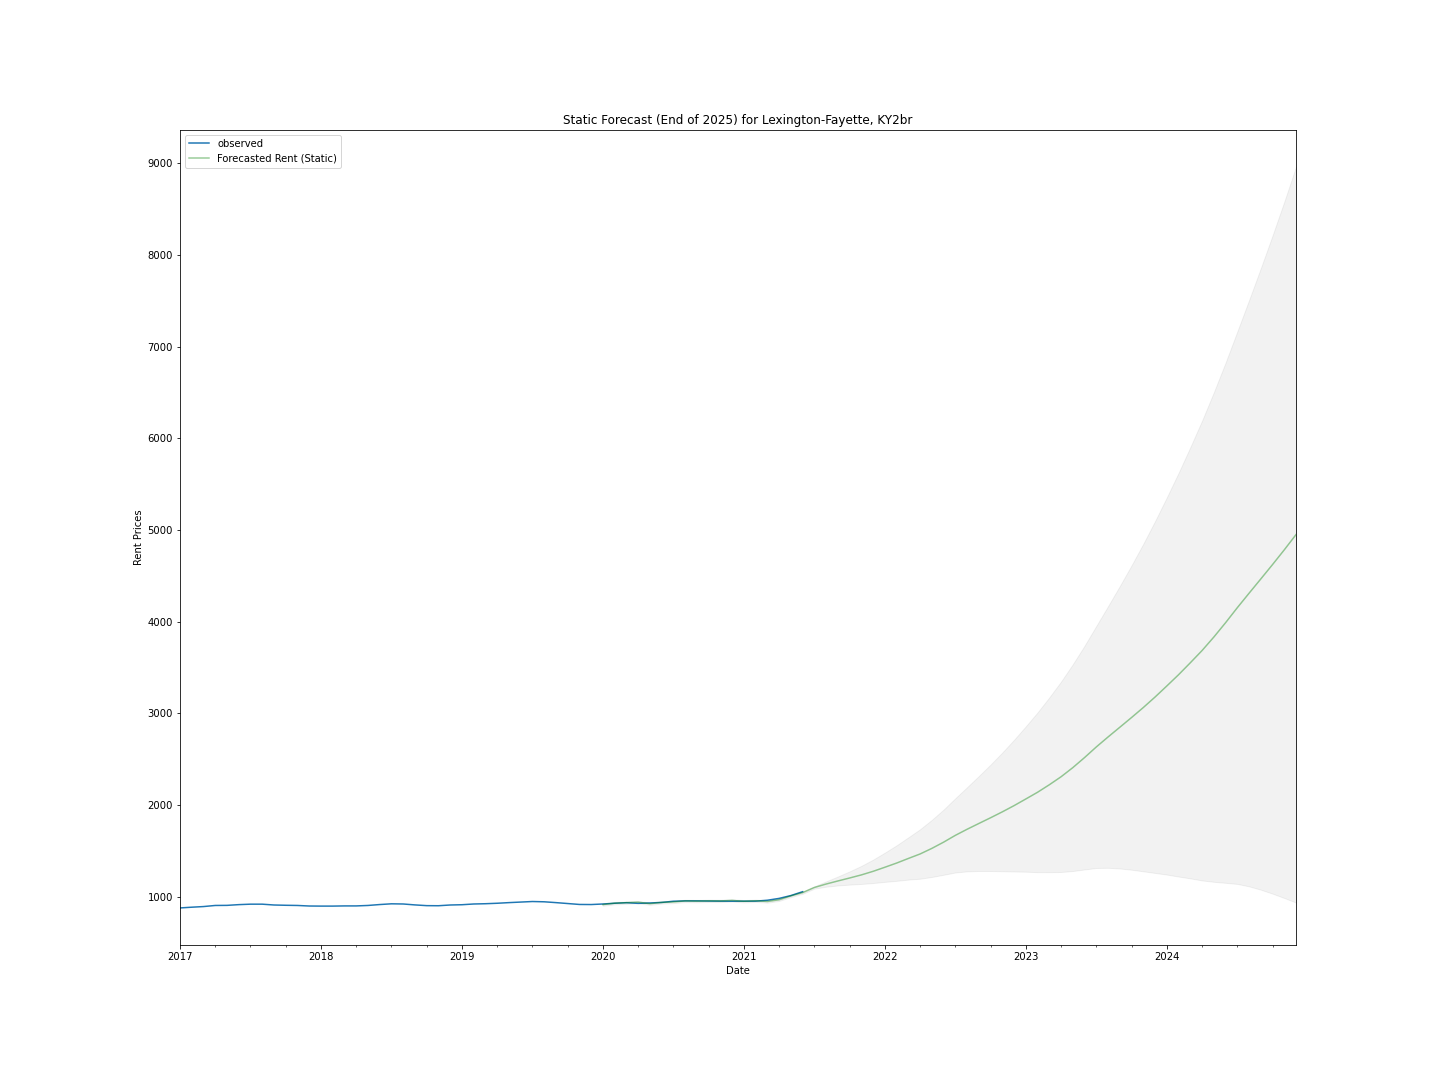 Static Forecast (End of 2025) for Lexington-Fayette, KY2br
observed
Forecasted Rent (Static)
9000
8000
7000
6000
5000
4000
3000
2000
1000
Rent Prices
2017 2018 2019 2020 2021 2022 2023 2024
Date